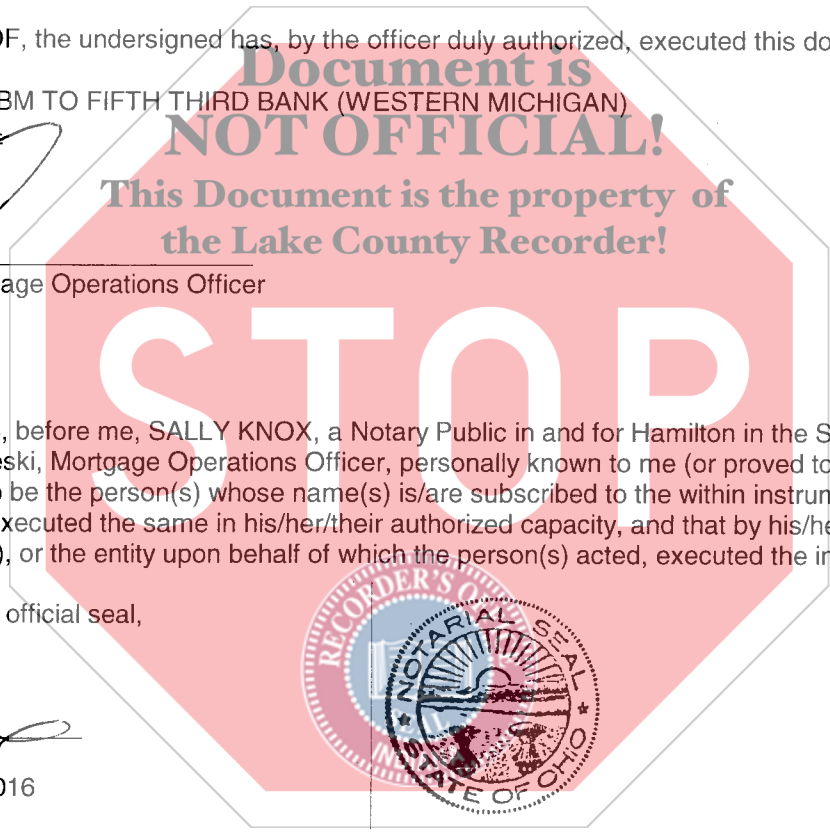 OF, the undersigned has, by the officer duly authorized, executed this do
Document is
BM TO FIFTH THIRD BANK (WESTERN MICHIGAN)
NOT OFFICIAL!
This Document is the property of
the Lake County Recorder!
age Operations Officer
STOP
, before me, SALLY KNOX, a Notary Public in and for Hamilton in the S
eski, Mortgage Operations Officer, personally known to me (or proved to
be the person(s) whose name(s) is/are subscribed to the within instrum
xecuted the same in his/her/their authorized capacity, and that by his/he
), or the entity upon behalf of which the person(s) acted, executed the in
official seal,
RECORDER'S O
SEAL
NOTARIAL SEAL
STATE OF OHIO
016